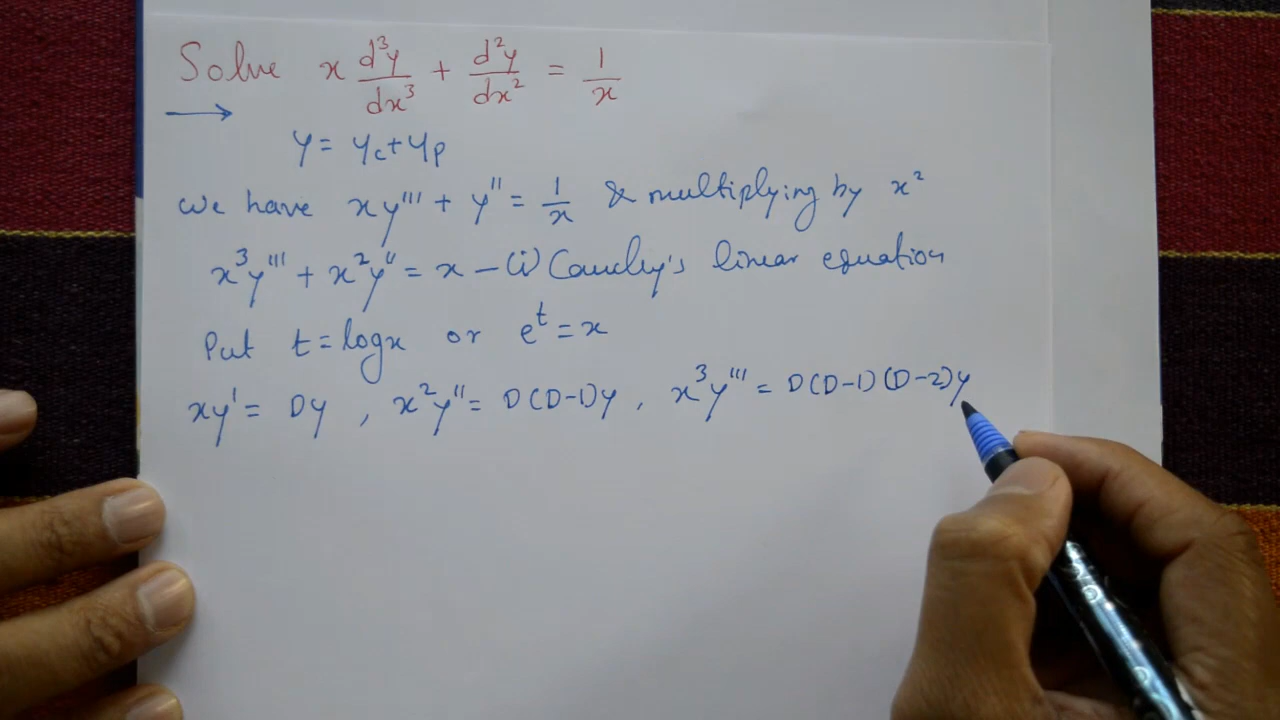 Solve x d³y/dx³ + d²y/dx² = 1/x
→
y = yc + yp
we have xy''' + y'' = 1/x & multiplying by x²
x³y''' + x²y'' = x — (i) Cauchy's linear equation
Put t = logx or e^t = x
xy' = Dy , x²y'' = D(D-1)y , x³y''' = D(D-1)(D-2)y